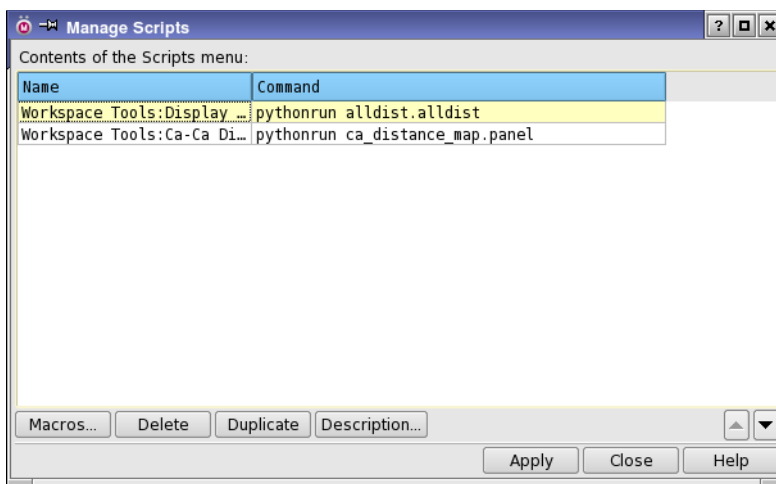 Manage Scripts
Contents of the Scripts menu:
Name Command
Workspace Tools:Display … pythonrun alldist.alldist
Workspace Tools:Ca-Ca Di… pythonrun ca_distance_map.panel
Macros... Delete Duplicate Description...
Apply Close Help